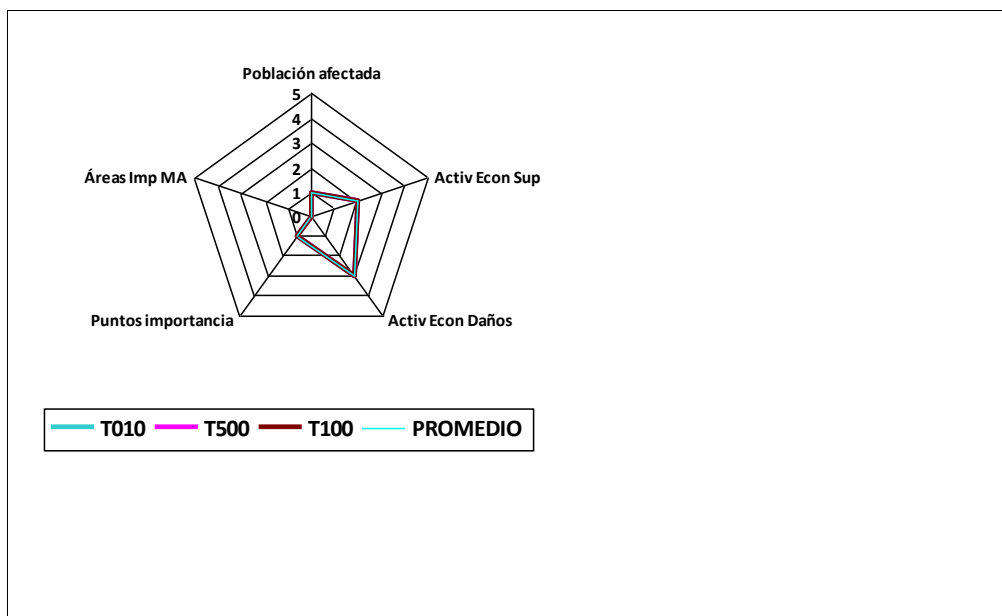 Población afectada
5
4
3
2
1
0
Áreas Imp MA
Activ Econ Sup
Puntos importancia
Activ Econ Daños
T010 T500 T100 PROMEDIO